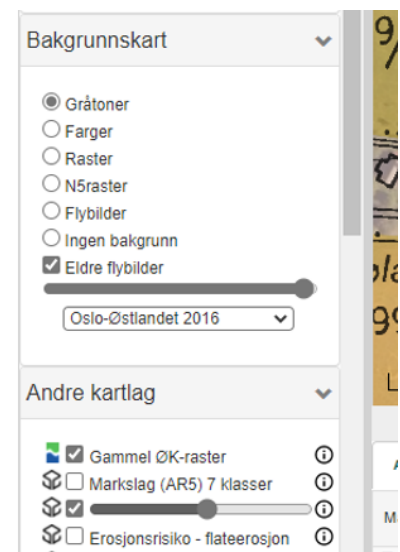 Bakgrunnskart
Gråtoner
Farger
Raster
N5raster
Flybilder
Ingen bakgrunn
Eldre flybilder
Oslo-Østlandet 2016
Andre kartlag
Gammel ØK-raster
Markslag (AR5) 7 klasser
Erosjonsrisiko - flateerosjon